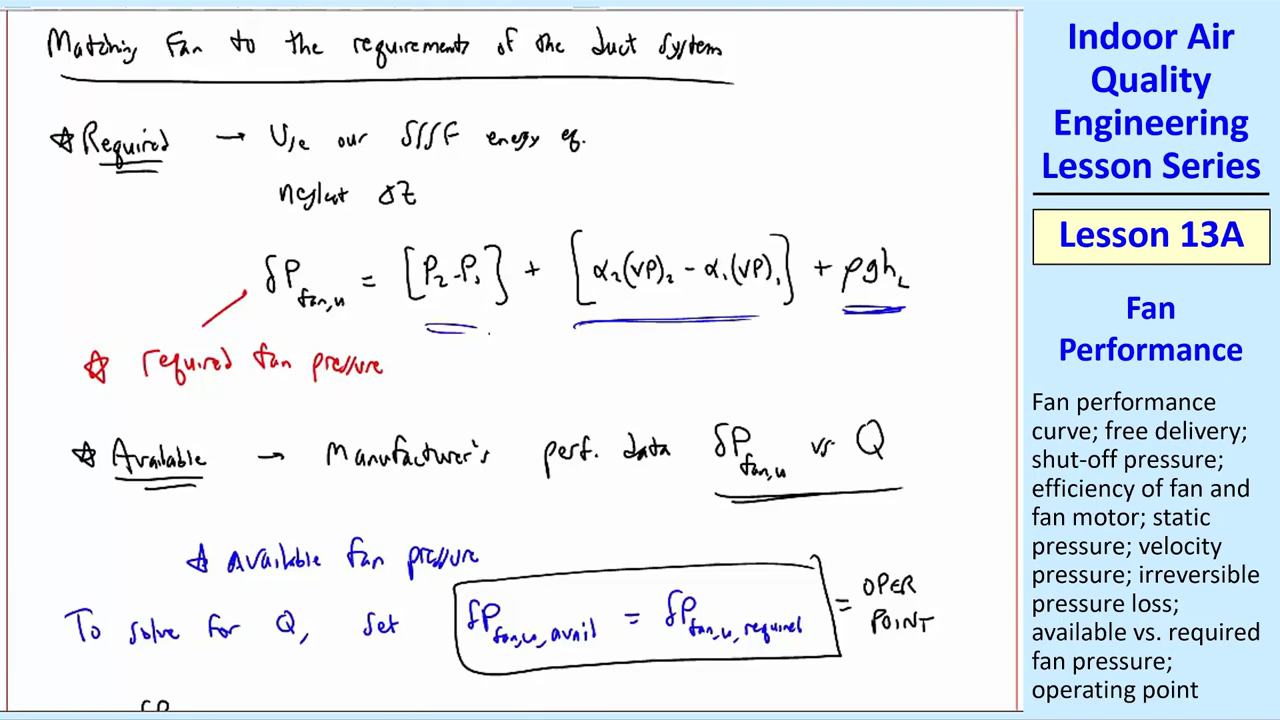 Matching Fan to the requirements of the duct system
☆ Required → Use our SSSF energy eq.
neglect ΔZ
δP_fan,u = [P₂-P₁] + [α₂(VP)₂ - α₁(VP)₁] + ρgh_L
☆ required fan pressure
☆ Available → Manufacturer's perf. data δP_fan,u vs Q
☆ available fan pressure
To solve for Q, set δP_fan,u,avail = δP_fan,u,required = OPER POINT
δP
Indoor Air
Quality
Engineering
Lesson Series
Lesson 13A
Fan
Performance
Fan performance
curve; free delivery;
shut-off pressure;
efficiency of fan and
fan motor; static
pressure; velocity
pressure; irreversible
pressure loss;
available vs. required
fan pressure;
operating point